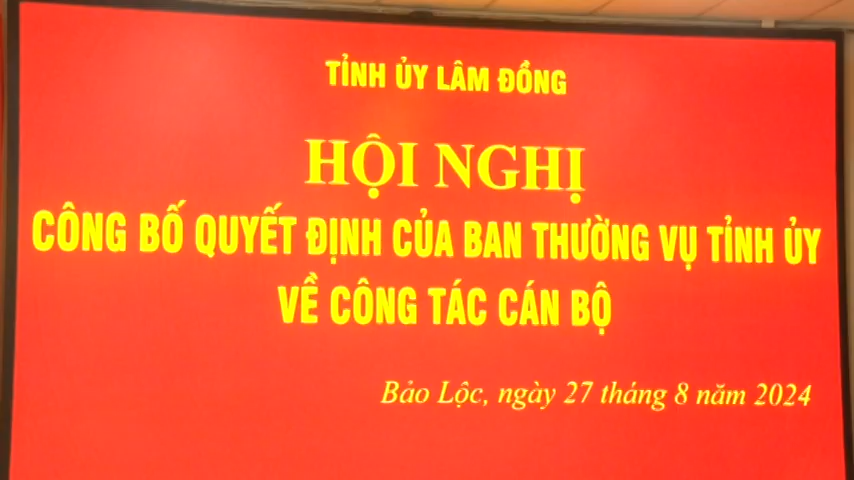 TỈNH ỦY LÂM ĐỒNG
HỘI NGHỊ
CÔNG BỐ QUYẾT ĐỊNH CỦA BAN THƯỜNG VỤ TỈNH ỦY
VỀ CÔNG TÁC CÁN BỘ
Bảo Lộc, ngày 27 tháng 8 năm 2024